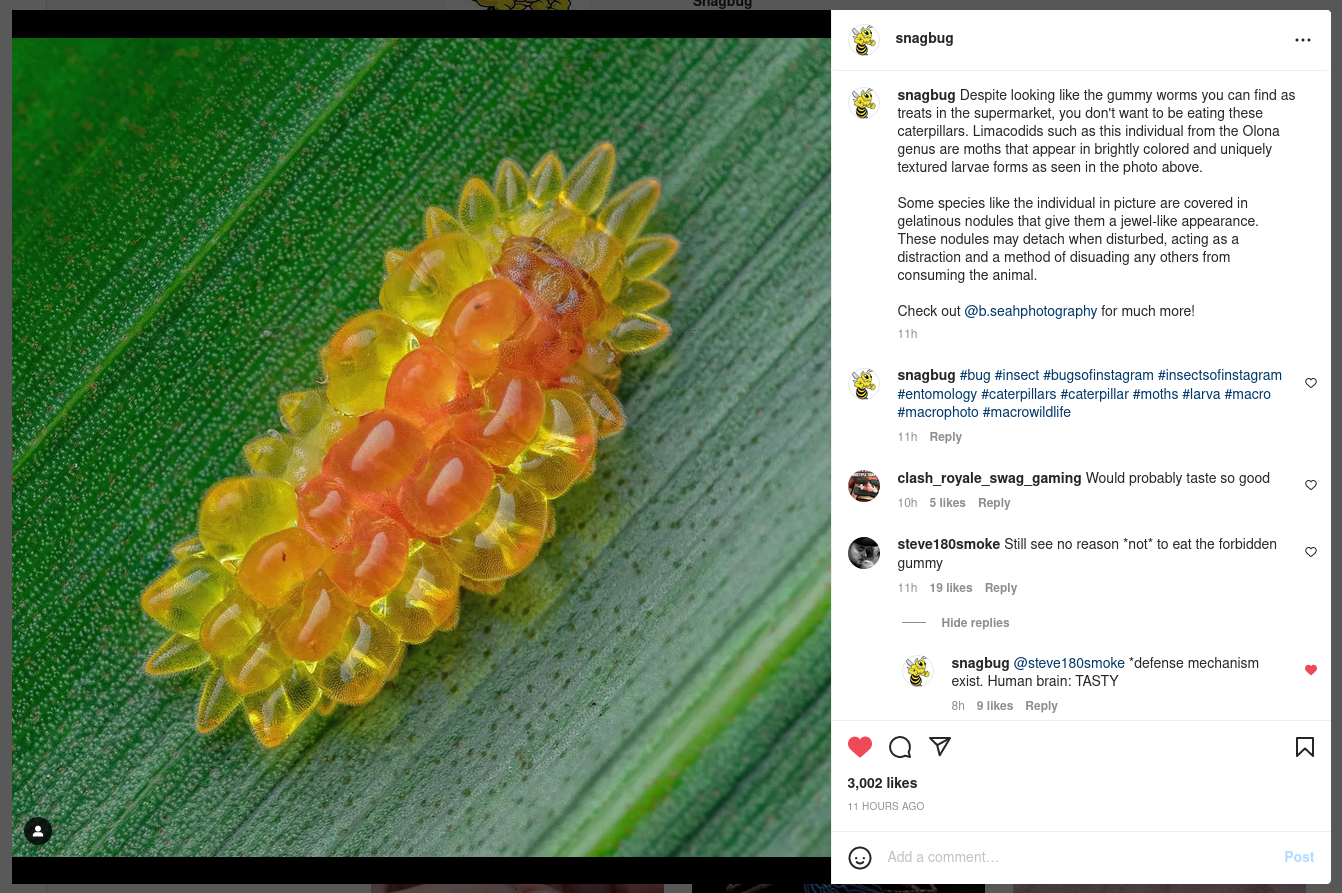 Snagbug
snagbug
snagbug Despite looking like the gummy worms you can find as
treats in the supermarket, you don't want to be eating these
caterpillars. Limacodids such as this individual from the Olona
genus are moths that appear in brightly colored and uniquely
textured larvae forms as seen in the photo above.
Some species like the individual in picture are covered in
gelatinous nodules that give them a jewel-like appearance.
These nodules may detach when disturbed, acting as a
distraction and a method of disuading any others from
consuming the animal.
Check out @b.seahphotography for much more!
11h
snagbug #bug #insect #bugsofinstagram #insectsofinstagram
#entomology #caterpillars #caterpillar #moths #larva #macro
#macrophoto #macrowildlife
11h Reply
clash_royale_swag_gaming Would probably taste so good
10h 5 likes Reply
steve180smoke Still see no reason *not* to eat the forbidden
gummy
11h 19 likes Reply
Hide replies
snagbug @steve180smoke *defense mechanism
exist. Human brain: TASTY
8h 9 likes Reply
3,002 likes
11 HOURS AGO
Add a comment…
Post